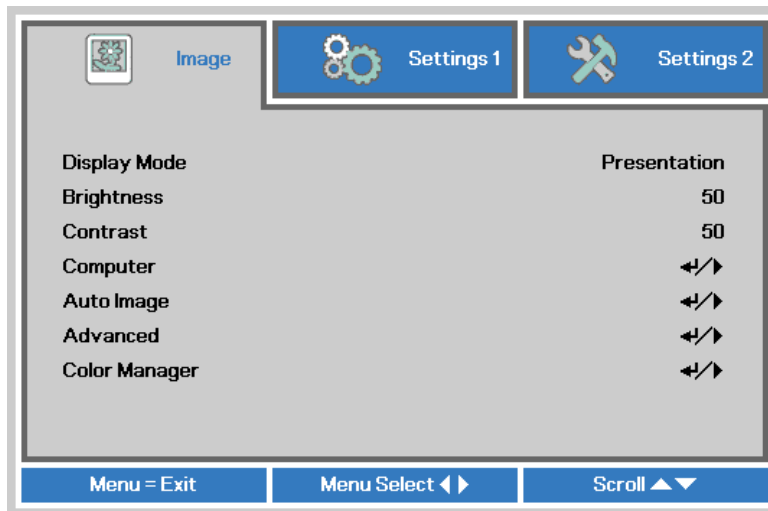 Image Settings 1 Settings 2
Display Mode Presentation
Brightness 50
Contrast 50
Computer ↵/▶
Auto Image ↵/▶
Advanced ↵/▶
Color Manager ↵/▶
Menu = Exit Menu Select ◀▶ Scroll ▲▼